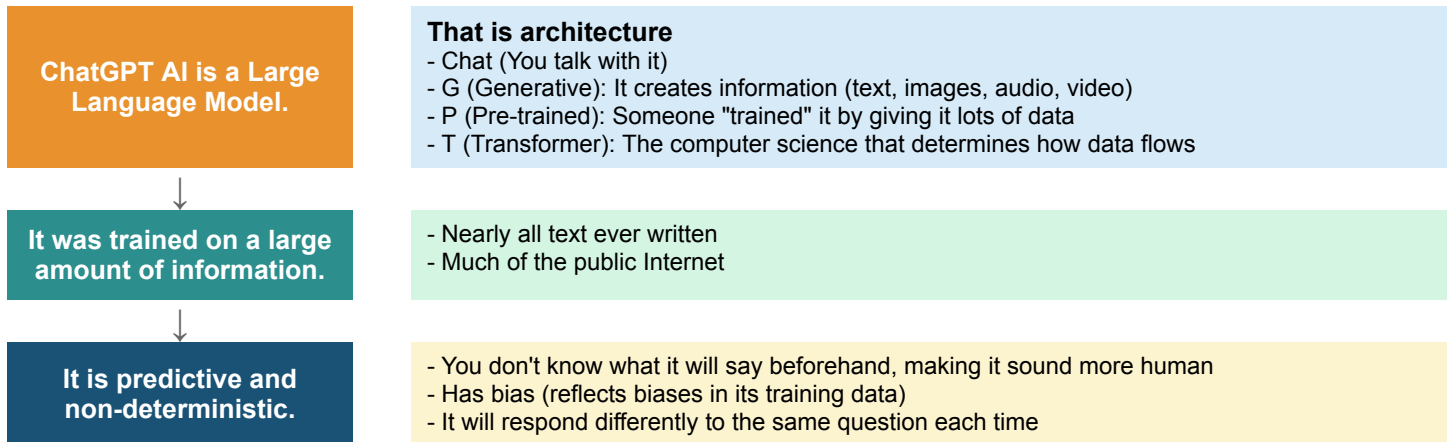 ChatGPT AI is a Large
Language Model.
That is architecture
- Chat (You talk with it)
- G (Generative): It creates information (text, images, audio, video)
- P (Pre-trained): Someone "trained" it by giving it lots of data
- T (Transformer): The computer science that determines how data flows
↓
It was trained on a large
amount of information.
- Nearly all text ever written
- Much of the public Internet
↓
It is predictive and
non-deterministic.
- You don't know what it will say beforehand, making it sound more human
- Has bias (reflects biases in its training data)
- It will respond differently to the same question each time